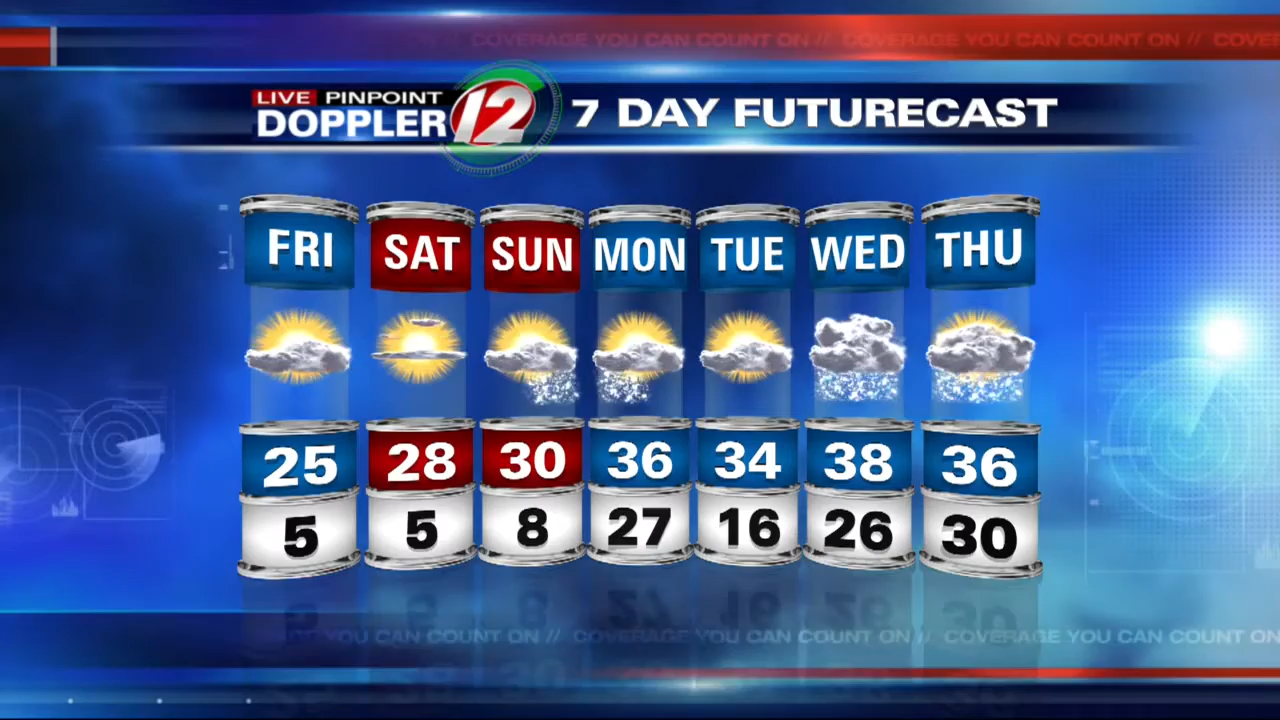 COVERAGE YOU CAN COUNT ON // COVERAGE YOU CAN COUNT ON // COVE
LIVE PINPOINT
DOPPLER 12
7 DAY FUTURECAST
FRI SAT SUN MON TUE WED THU
25 28 30 36 34 38 36
5 5 8 27 16 26 30
YOU CAN COUNT ON // COVERAGE YOU CAN COUNT ON // COVERAGE YOU CAN COUNT ON